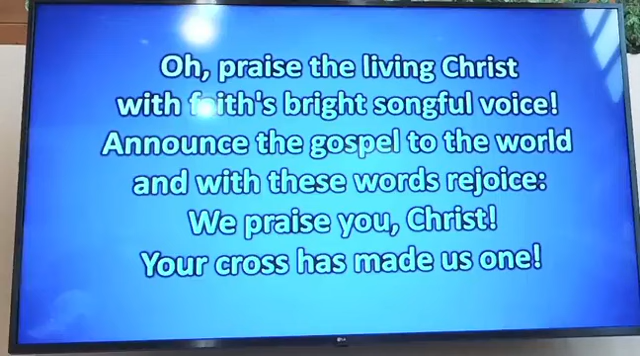 Oh, praise the living Christ
with faith's bright songful voice!
Announce the gospel to the world
and with these words rejoice:
We praise you, Christ!
Your cross has made us one!
LG